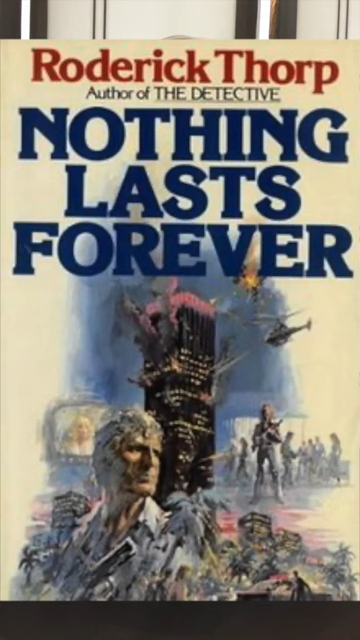 Roderick Thorp
Author of THE DETECTIVE
NOTHING
LASTS
FOREVER